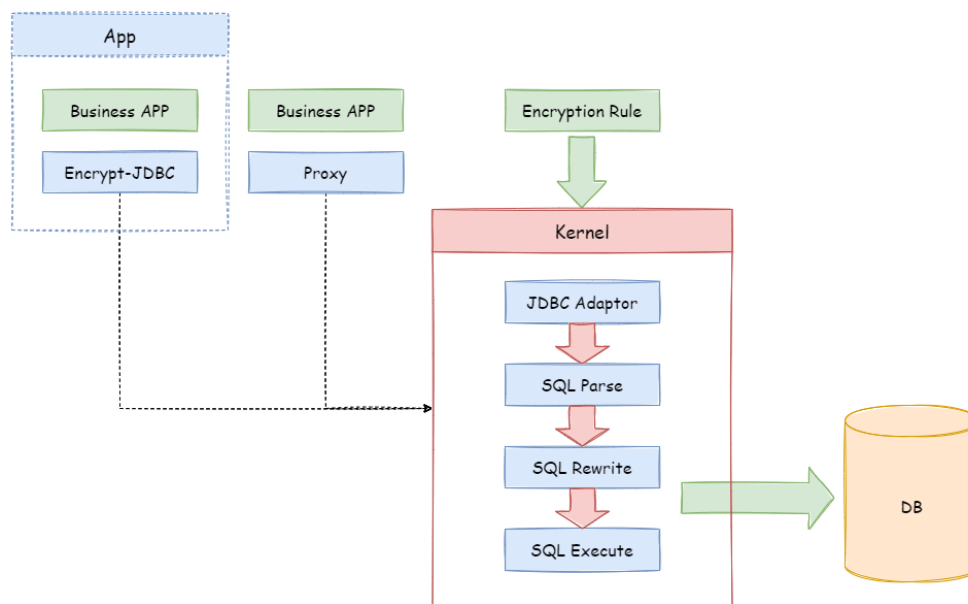 App
Business APP
Business APP
Encryption Rule
Encrypt-JDBC
Proxy
Kernel
JDBC Adaptor
SQL Parse
SQL Rewrite
DB
SQL Execute